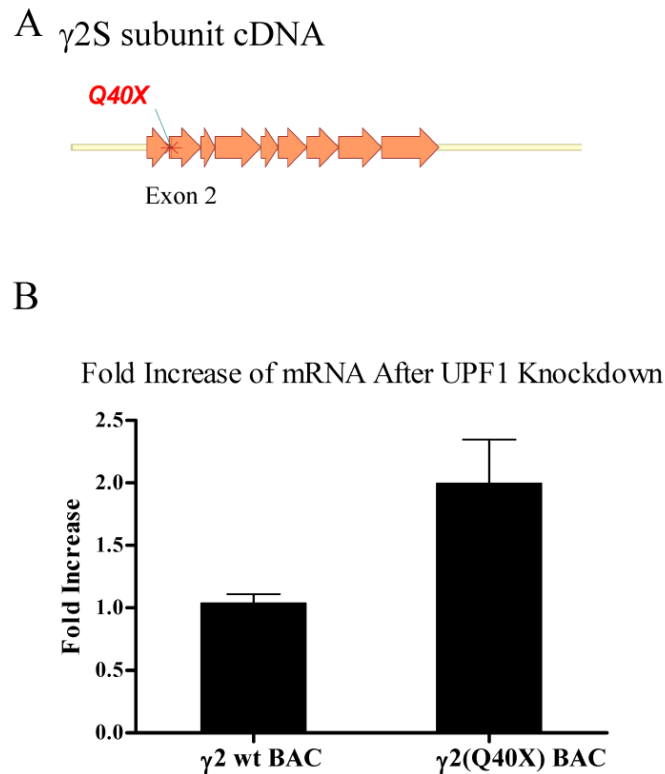 A γ2S subunit cDNA
Q40X
Exon 2
B
Fold Increase of mRNA After UPF1 Knockdown
Fold Increase
2.5
2.0
1.5
1.0
0.5
0.0
γ2 wt BAC
γ2(Q40X) BAC